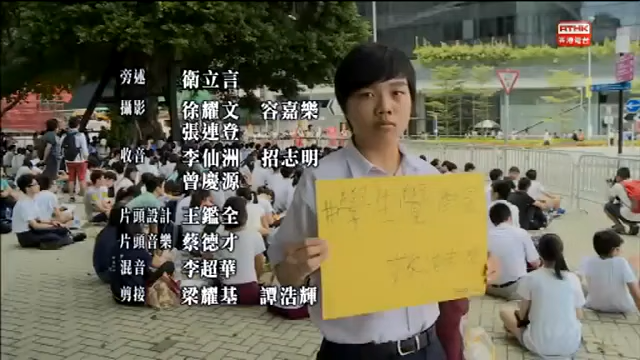 RTHK
香港電台
旁述 衛立言
攝影 徐耀文 容嘉樂
張連登
收音 李仙洲 招志明
曾慶源
片頭設計 王鑑全
片頭音樂 蔡德才
混音 李超華
剪接 梁耀基 譚浩輝
#學生聲